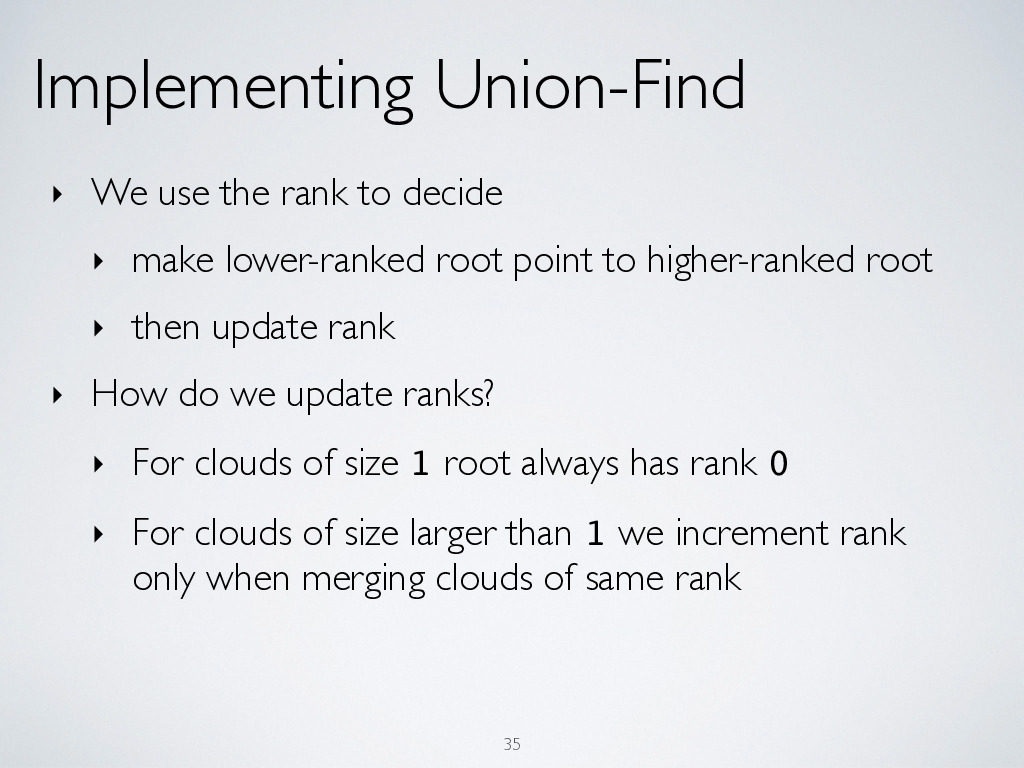 Implementing Union-Find
‣ We use the rank to decide
‣ make lower-ranked root point to higher-ranked root
‣ then update rank
‣ How do we update ranks?
‣ For clouds of size 1 root always has rank 0
‣ For clouds of size larger than 1 we increment rank
only when merging clouds of same rank
35